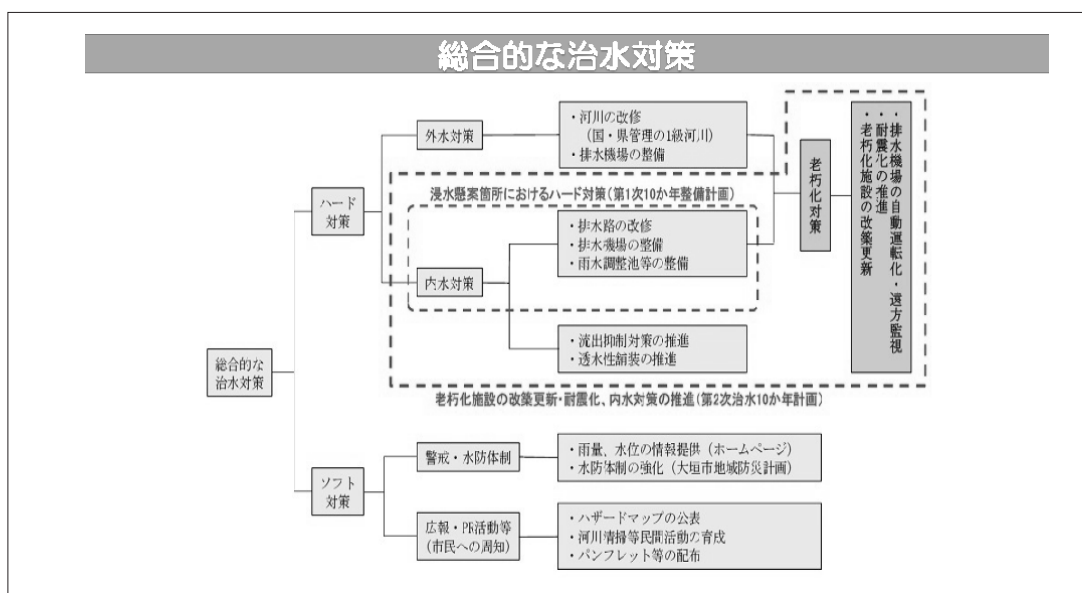 総合的な治水対策
総合的な
治水対策
ハード
対策
外水対策
・河川の改修
(国・県管理の1級河川)
・排水機場の整備
浸水懸案箇所におけるハード対策(第1次10か年整備計画)
内水対策
・排水路の改修
・排水機場の整備
・雨水調整池等の整備
・流出抑制対策の推進
・透水性舗装の推進
老朽化対策
・排水機場の自動運転化・遠方監視
・耐震化の推進
・老朽化施設の改築更新
老朽化施設の改築更新・耐震化、内水対策の推進(第2次治水10か年計画)
ソフト
対策
警戒・水防体制
・雨量、水位の情報提供(ホームページ)
・水防体制の強化(大垣市地域防災計画)
広報・PR活動等
(市民への周知)
・ハザードマップの公表
・河川清掃等民間活動の育成
・パンフレット等の配布